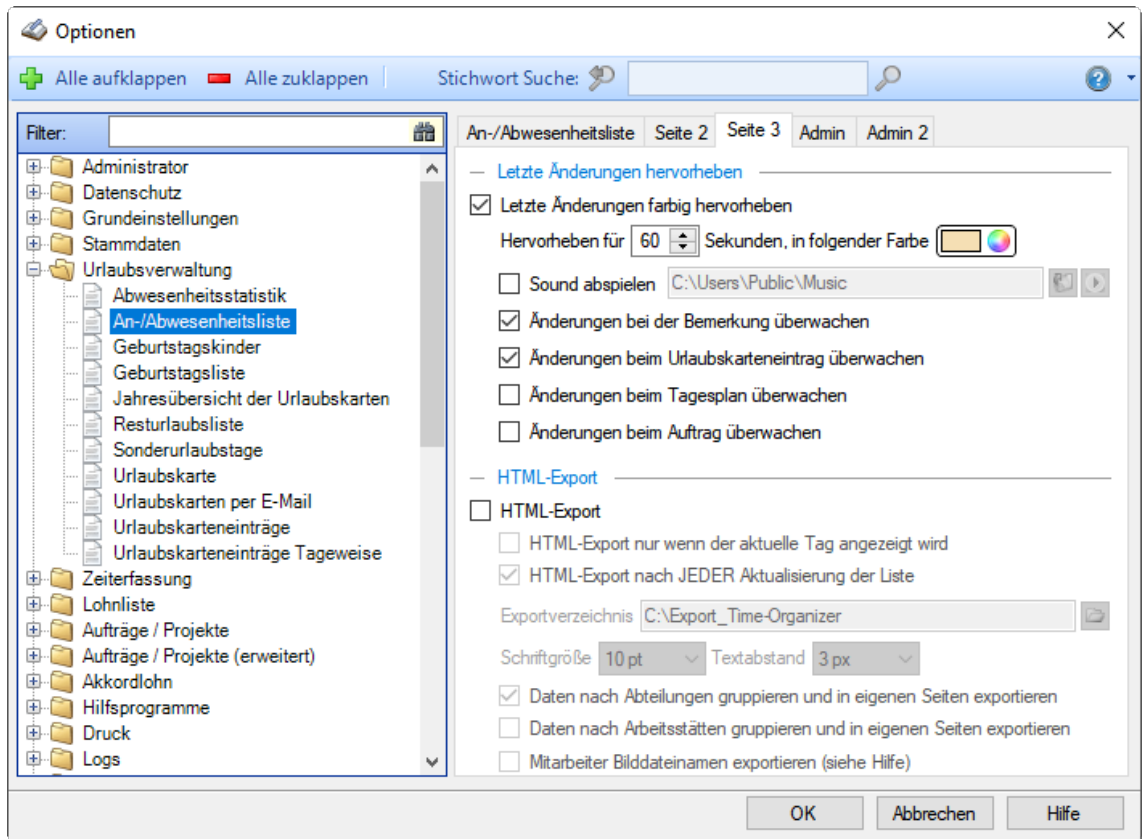 Optionen
Alle aufklappen Alle zuklappen Stichwort Suche:
Filter:
Administrator
Datenschutz
Grundeinstellungen
Stammdaten
Urlaubsverwaltung
Abwesenheitsstatistik
An-/Abwesenheitsliste
Geburtstagskinder
Geburtstagsliste
Jahresübersicht der Urlaubskarten
Resturlaubsliste
Sonderurlaubstage
Urlaubskarte
Urlaubskarten per E-Mail
Urlaubskarteneinträge
Urlaubskarteneinträge Tageweise
Zeiterfassung
Lohnliste
Aufträge / Projekte
Aufträge / Projekte (erweitert)
Akkordlohn
Hilfsprogramme
Druck
Logs
An-/Abwesenheitsliste Seite 2 Seite 3 Admin Admin 2
Letzte Änderungen hervorheben
Letzte Änderungen farbig hervorheben
Hervorheben für 60 Sekunden, in folgender Farbe
Sound abspielen C:\Users\Public\Music
Änderungen bei der Bemerkung überwachen
Änderungen beim Urlaubskarteneintrag überwachen
Änderungen beim Tagesplan überwachen
Änderungen beim Auftrag überwachen
HTML-Export
HTML-Export
HTML-Export nur wenn der aktuelle Tag angezeigt wird
HTML-Export nach JEDER Aktualisierung der Liste
Exportverzeichnis C:\Export_Time-Organizer
Schriftgröße 10 pt Textabstand 3 px
Daten nach Abteilungen gruppieren und in eigenen Seiten exportieren
Daten nach Arbeitsstätten gruppieren und in eigenen Seiten exportieren
Mitarbeiter Bilddateinamen exportieren (siehe Hilfe)
OK Abbrechen Hilfe